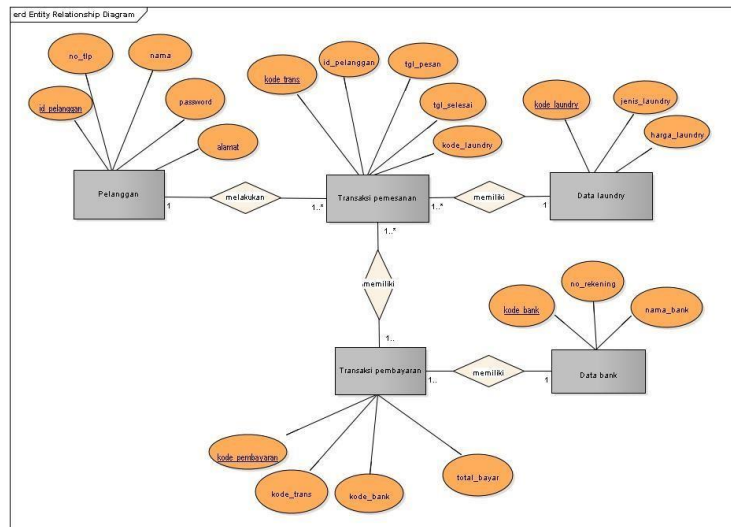 erd Entity Relationship Diagram
no_tlp
nama
id_pelanggan
password
alamat
Pelanggan
1
melakukan
1..*
kode_trans
id_pelanggan
tgl_pesan
tgl_selesai
kode_laundry
Transaksi pemesanan
1..*
memiliki
1
kode_laundry
jenis_laundry
harga_laundry
Data laundry
1..*
memiliki
1..
Transaksi pembayaran
1..
memiliki
1
kode_bank
no_rekening
nama_bank
Data bank
kode_pembayaran
kode_trans
kode_bank
total_bayar